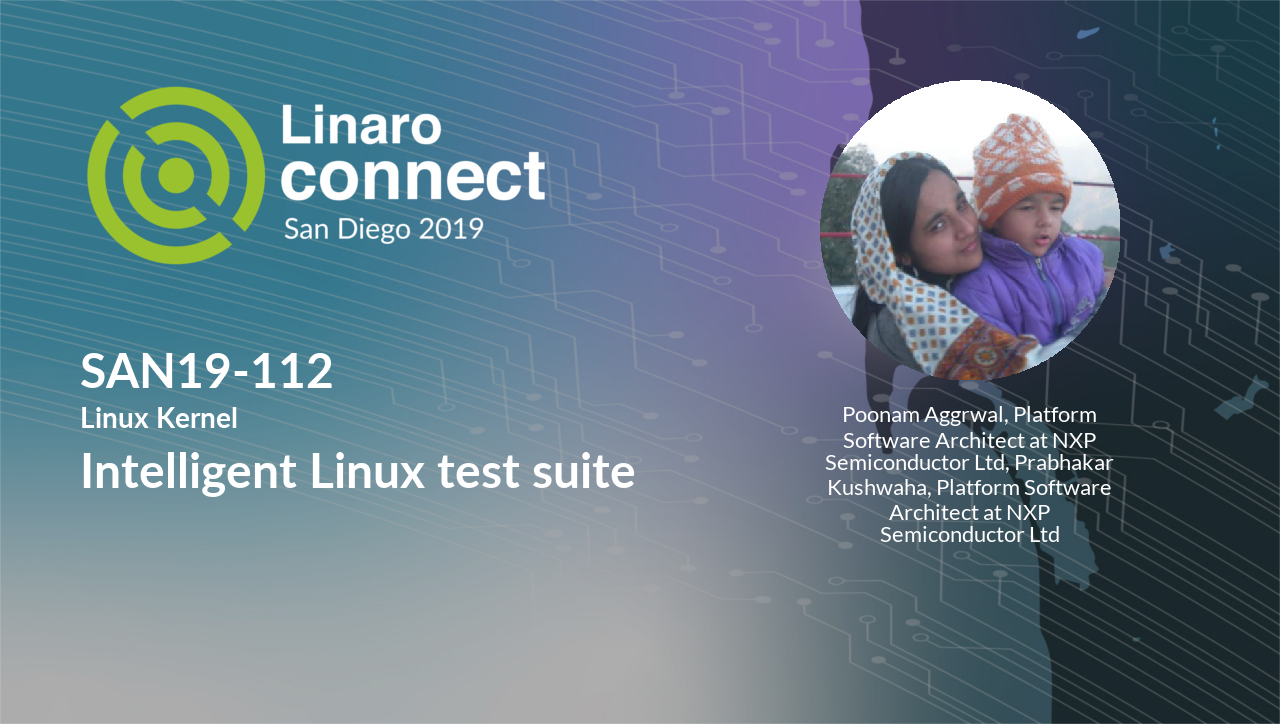 Linaro
connect
San Diego 2019
SAN19-112
Linux Kernel
Intelligent Linux test suite
Poonam Aggrwal, Platform
Software Architect at NXP
Semiconductor Ltd, Prabhakar
Kushwaha, Platform Software
Architect at NXP
Semiconductor Ltd